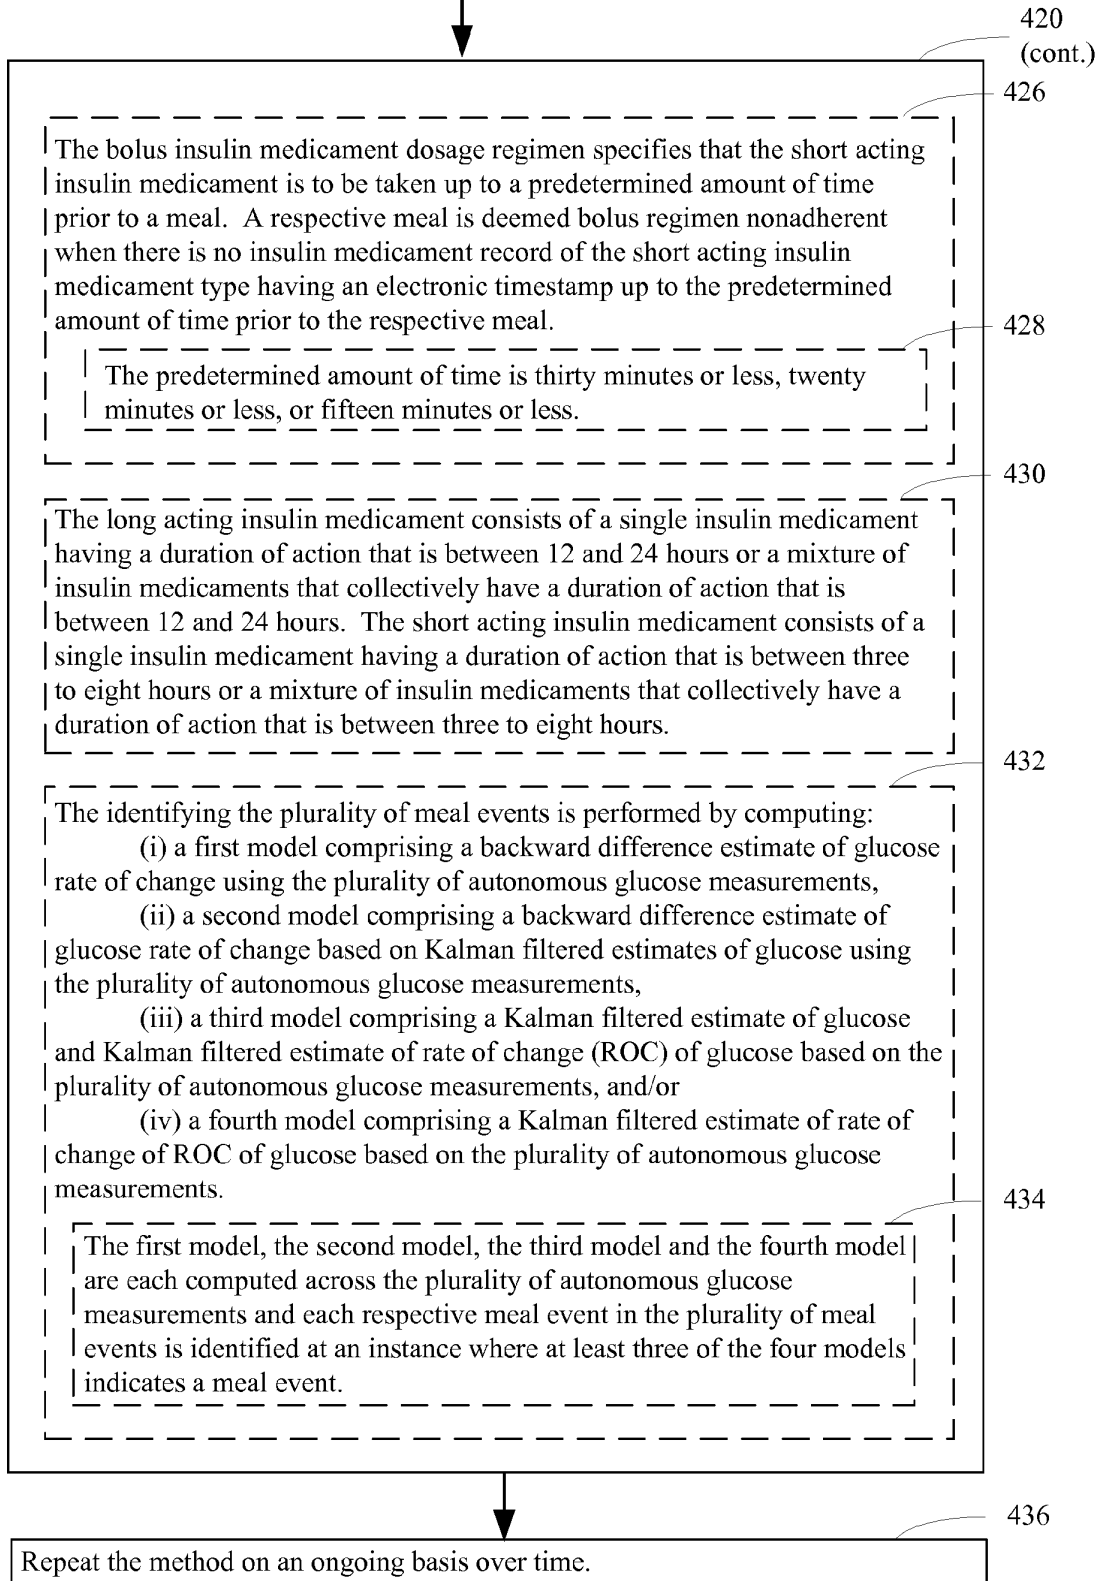 420
(cont.)
426
The bolus insulin medicament dosage regimen specifies that the short acting
insulin medicament is to be taken up to a predetermined amount of time
prior to a meal.  A respective meal is deemed bolus regimen nonadherent
when there is no insulin medicament record of the short acting insulin
medicament type having an electronic timestamp up to the predetermined
amount of time prior to the respective meal.
428
The predetermined amount of time is thirty minutes or less, twenty
minutes or less, or fifteen minutes or less.
430
The long acting insulin medicament consists of a single insulin medicament
having a duration of action that is between 12 and 24 hours or a mixture of
insulin medicaments that collectively have a duration of action that is
between 12 and 24 hours.  The short acting insulin medicament consists of a
single insulin medicament having a duration of action that is between three
to eight hours or a mixture of insulin medicaments that collectively have a
duration of action that is between three to eight hours.
432
The identifying the plurality of meal events is performed by computing:
(i) a first model comprising a backward difference estimate of glucose
rate of change using the plurality of autonomous glucose measurements,
(ii) a second model comprising a backward difference estimate of
glucose rate of change based on Kalman filtered estimates of glucose using
the plurality of autonomous glucose measurements,
(iii) a third model comprising a Kalman filtered estimate of glucose
and Kalman filtered estimate of rate of change (ROC) of glucose based on the
plurality of autonomous glucose measurements, and/or
(iv) a fourth model comprising a Kalman filtered estimate of rate of
change of ROC of glucose based on the plurality of autonomous glucose
measurements.
434
The first model, the second model, the third model and the fourth model
are each computed across the plurality of autonomous glucose
measurements and each respective meal event in the plurality of meal
events is identified at an instance where at least three of the four models
indicates a meal event.
436
Repeat the method on an ongoing basis over time.